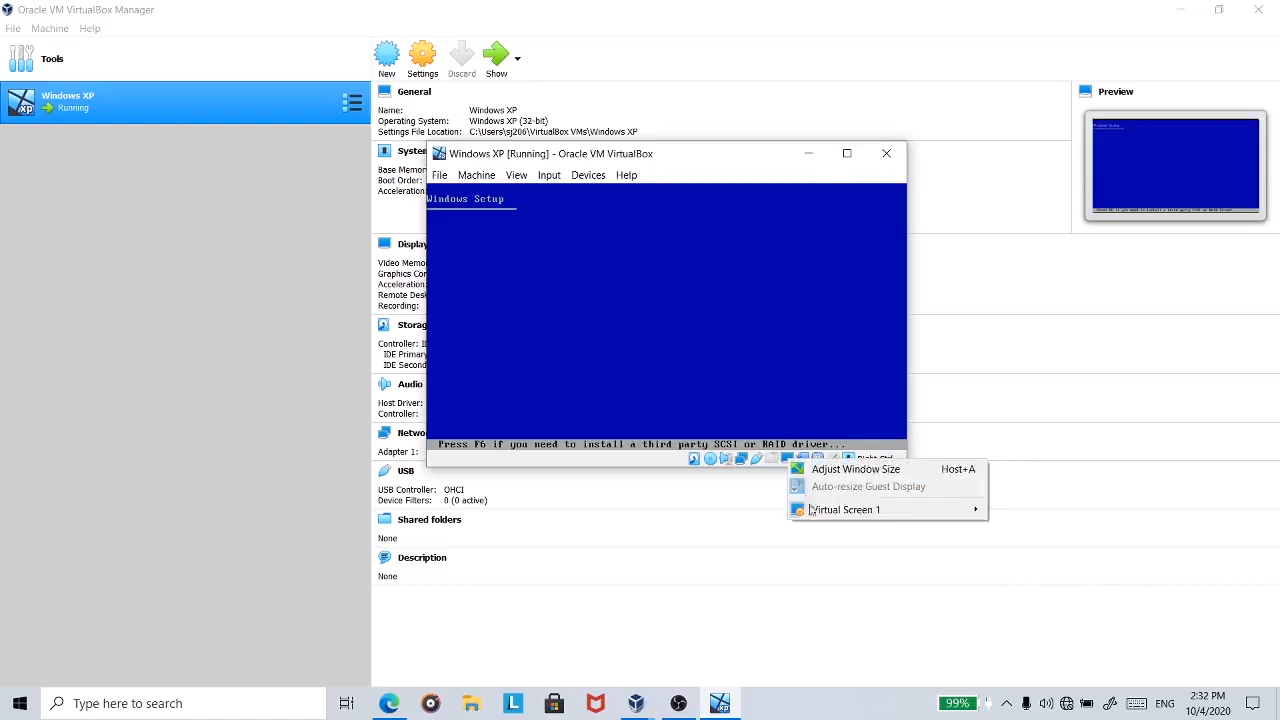 Oracle VM VirtualBox Manager
File Machine Help
Tools
New Settings Discard Show
Windows XP
Running
General
Name: Windows XP
Operating System: Windows XP (32-bit)
Settings File Location: C:\Users\sj206\VirtualBox VMs\Windows XP
Preview
System
Base Memo
Boot Order:
Acceleration
Windows XP [Running] - Oracle VM VirtualBox
File Machine View Input Devices Help
Windows Setup
Display
Video Memo
Graphics Con
Acceleration:
Remote Desk
Recording:
Storag
Controller: I
IDE Primary
IDE Second
Audio
Host Driver:
Controller:
Netwo
Adapter 1:
Press F6 if you need to install a third party SCSI or RAID driver...
Adjust Window Size Host+A
Auto-resize Guest Display
Virtual Screen 1
USB
USB Controller: OHCI
Device Filters: 0 (0 active)
Shared folders
None
Description
None
Type here to search
99%
ENG
2:32 PM
10/4/2020